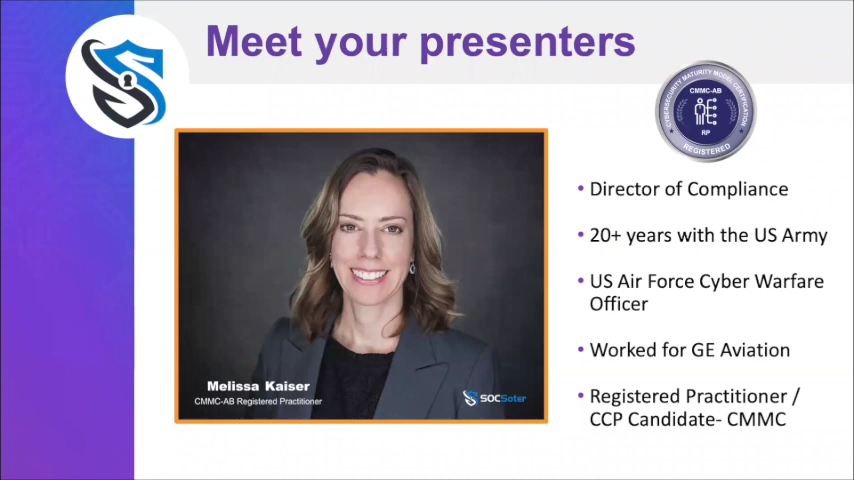 Meet your presenters
CYBERSECURITY MATURITY MODEL CERTIFICATION
CMMC-AB
RP
REGISTERED
• Director of Compliance
• 20+ years with the US Army
• US Air Force Cyber Warfare
Officer
• Worked for GE Aviation
• Registered Practitioner /
CCP Candidate- CMMC
Melissa Kaiser
CMMC-AB Registered Practitioner
SOCSoter